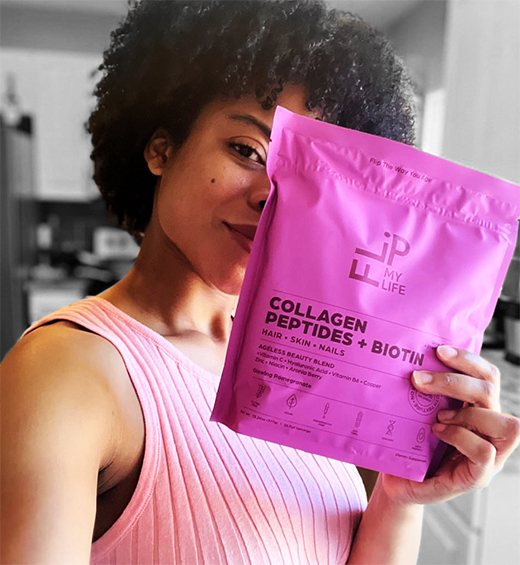 Flip The Way You Age
FLiP
MY
LIFE
COLLAGEN
PEPTIDES + BIOTIN
HAIR • SKIN • NAILS
AGELESS BEAUTY BLEND
• Vitamin C • Hyaluronic Acid • Vitamin B6 • Copper
Zinc • Niacin • Aronia Berry
Glowing Pomegranate